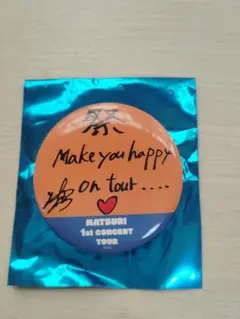 祭
Make you happy
on tour....
MATSURI
1st CONCERT
TOUR